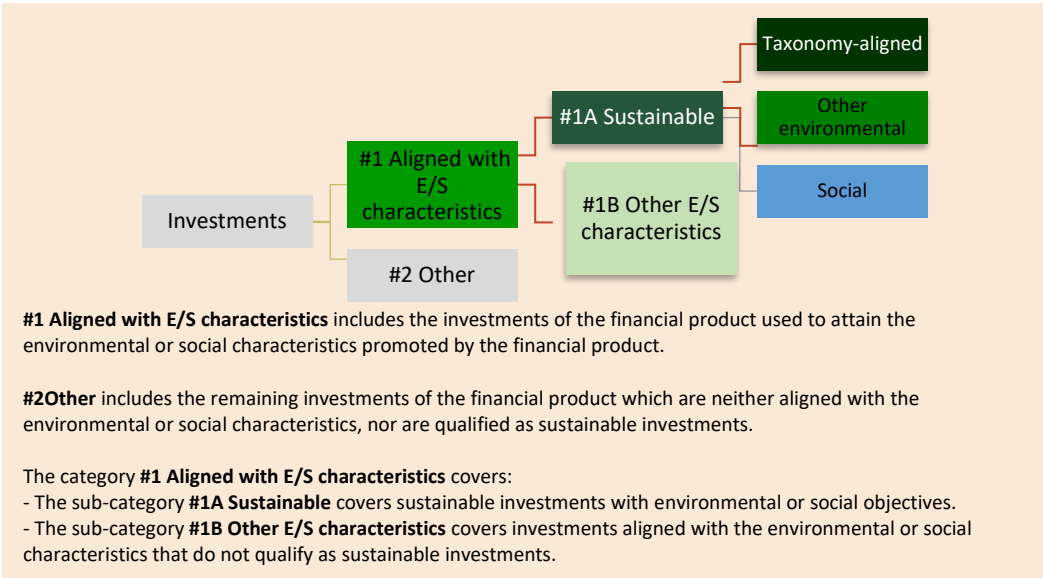 Taxonomy-aligned
#1A Sustainable
Other
environmental
#1 Aligned with
E/S
characteristics
Social
#1B Other E/S
characteristics
Investments
#2 Other
#1 Aligned with E/S characteristics includes the investments of the financial product used to attain the
environmental or social characteristics promoted by the financial product.
#2Other includes the remaining investments of the financial product which are neither aligned with the
environmental or social characteristics, nor are qualified as sustainable investments.
The category #1 Aligned with E/S characteristics covers:
- The sub-category #1A Sustainable covers sustainable investments with environmental or social objectives.
- The sub-category #1B Other E/S characteristics covers investments aligned with the environmental or social
characteristics that do not qualify as sustainable investments.